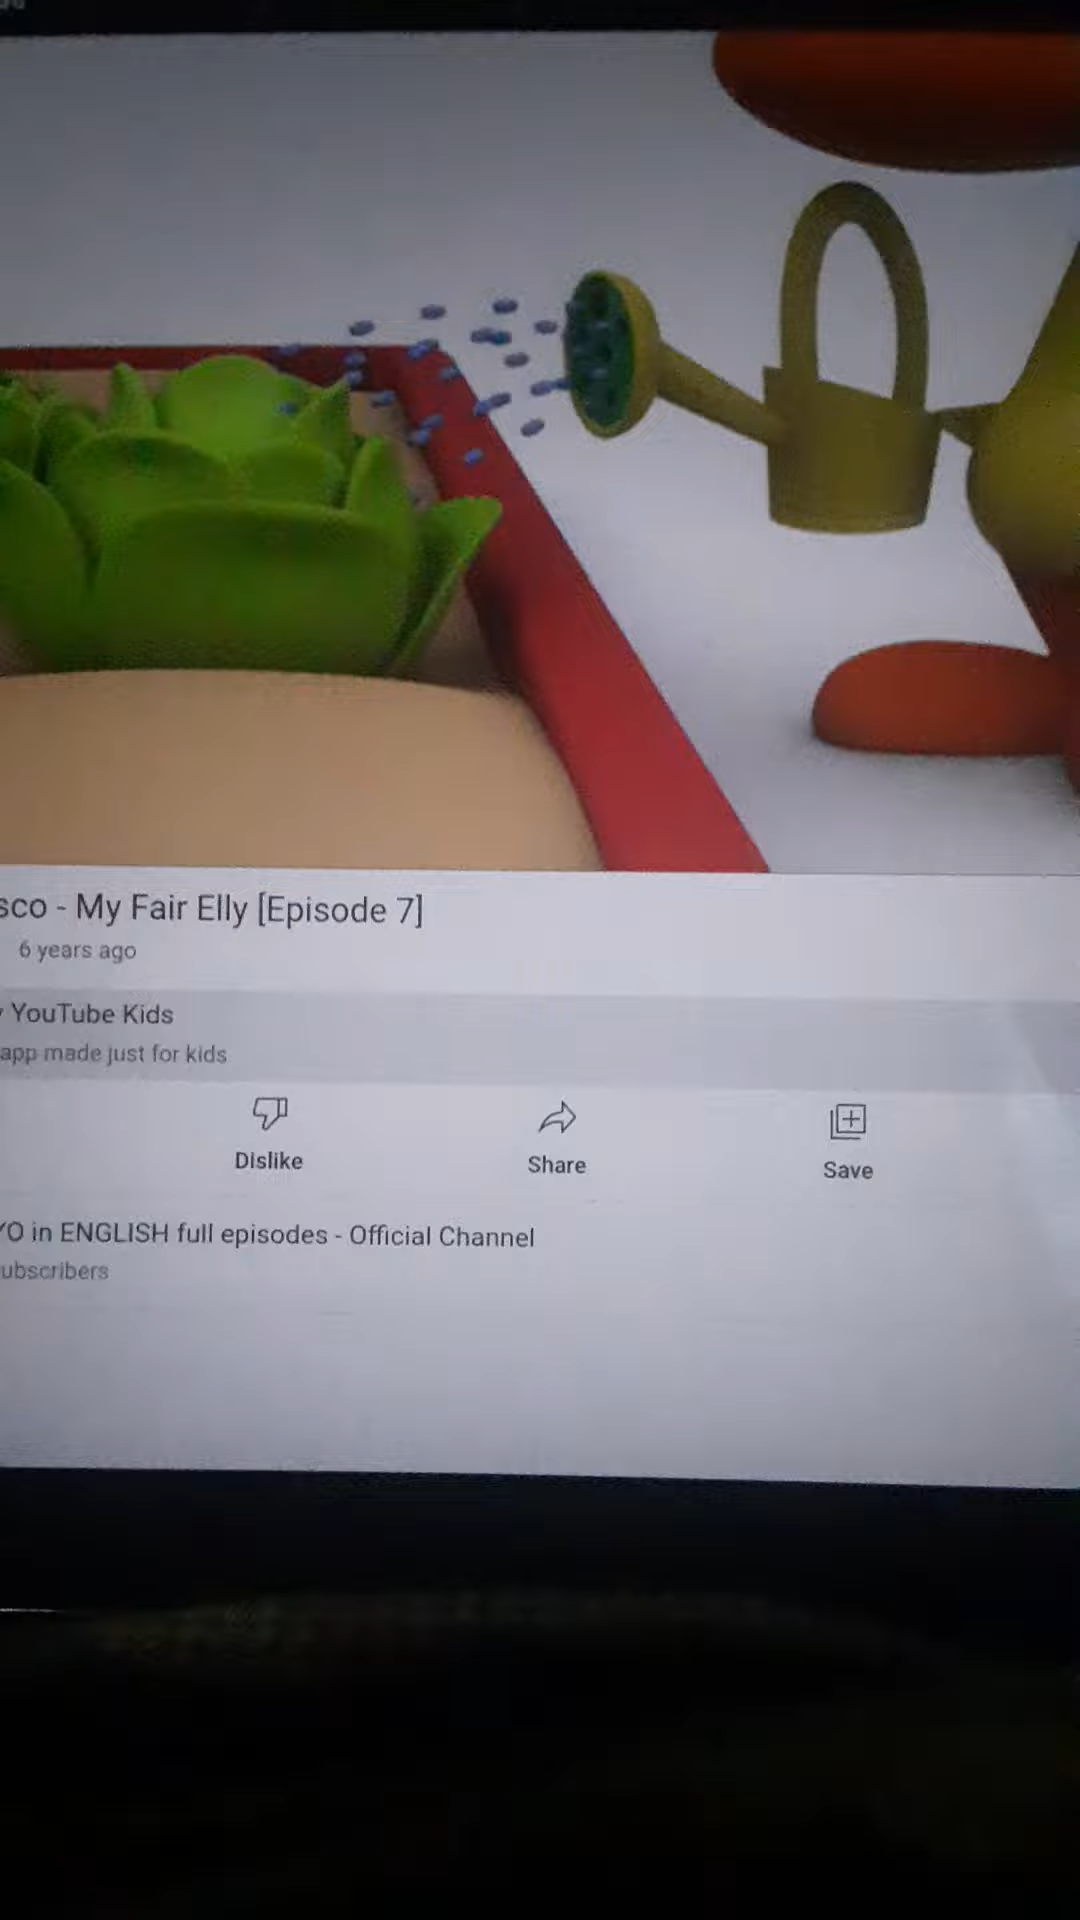 sco - My Fair Elly [Episode 7]
6 years ago
YouTube Kids
app made just for kids
Dislike
Share
Save
YO in ENGLISH full episodes - Official Channel
ubscribers